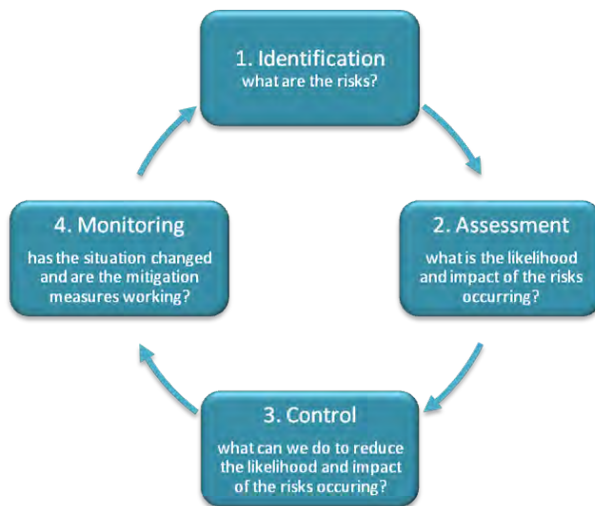 1. Identification
what are the risks?
2. Assessment
what is the likelihood
and impact of the risks
occurring?
3. Control
what can we do to reduce
the likelihood and impact
of the risks occuring?
4. Monitoring
has the situation changed
and are the mitigation
measures working?